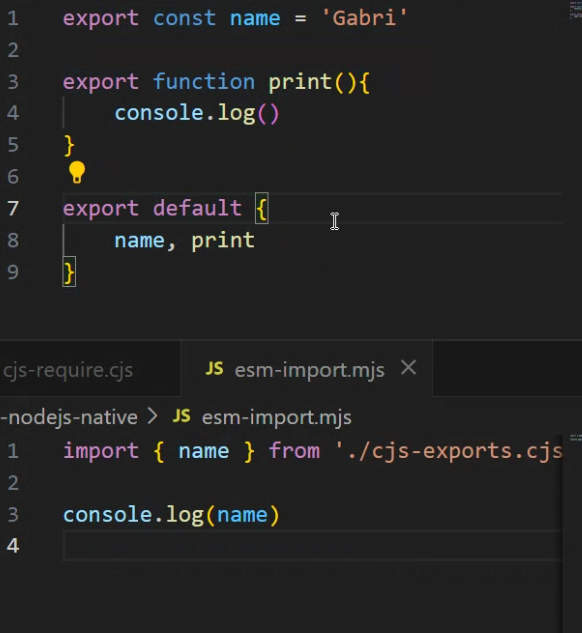 1 export const name = 'Gabri'
2
3 export function print(){
4 console.log()
5 }
6
7 export default {
8 name, print
9 }
cjs-require.cjs JS esm-import.mjs ×
-nodejs-native > JS esm-import.mjs
1 import { name } from './cjs-exports.cjs
2
3 console.log(name)
4